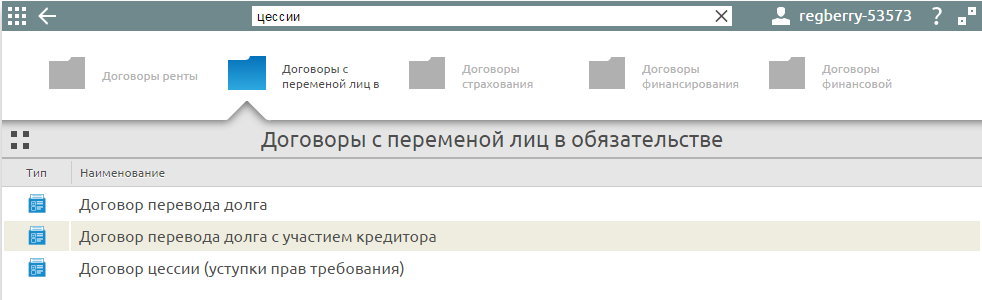 цессии
regberry-53573 ?
Договоры ренты
Договоры с
переменой лиц в
Договоры
страхования
Договоры
финансирования
Договоры
финансовой
Договоры с переменой лиц в обязательстве
Тип Наименование
Договор перевода долга
Договор перевода долга с участием кредитора
Договор цессии (уступки прав требования)